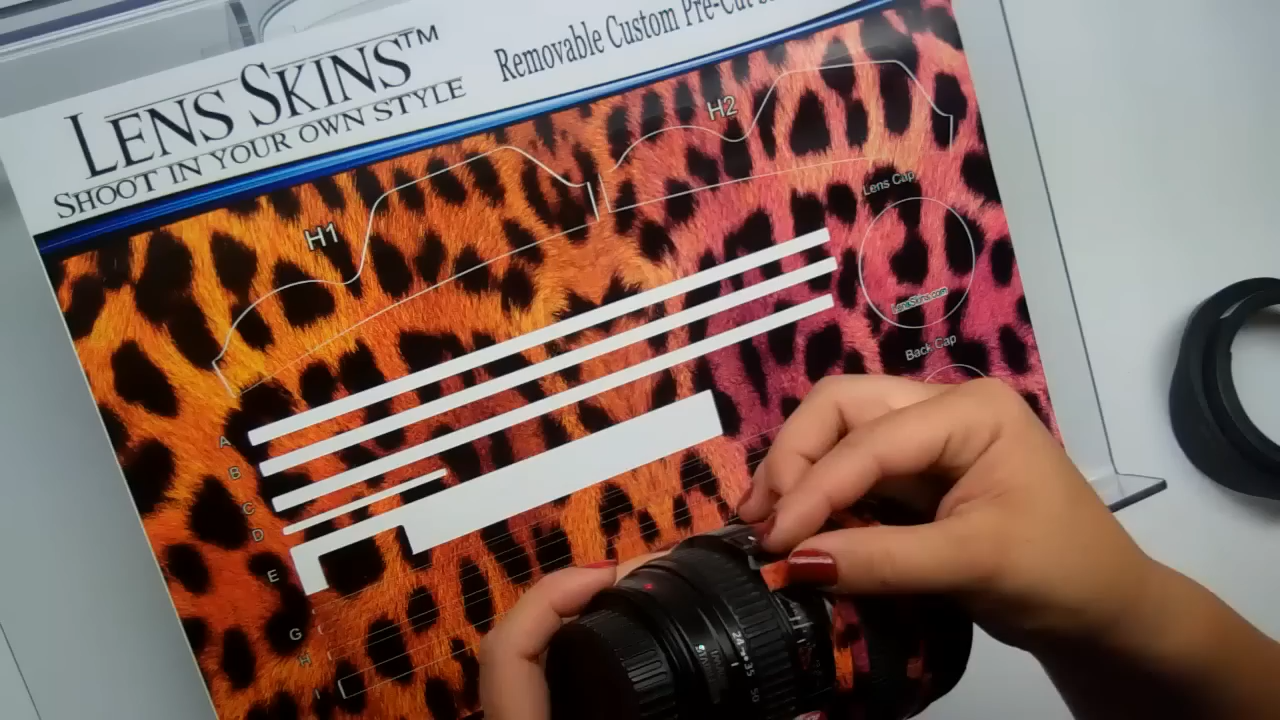 LENS SKINS™
SHOOT IN YOUR OWN STYLE
Removable Custom Pre-Cut
H1
H2
Lens Cap
LensSkins.com
Back Cap
A
B
C
D
E
G
H
I
24 35 50